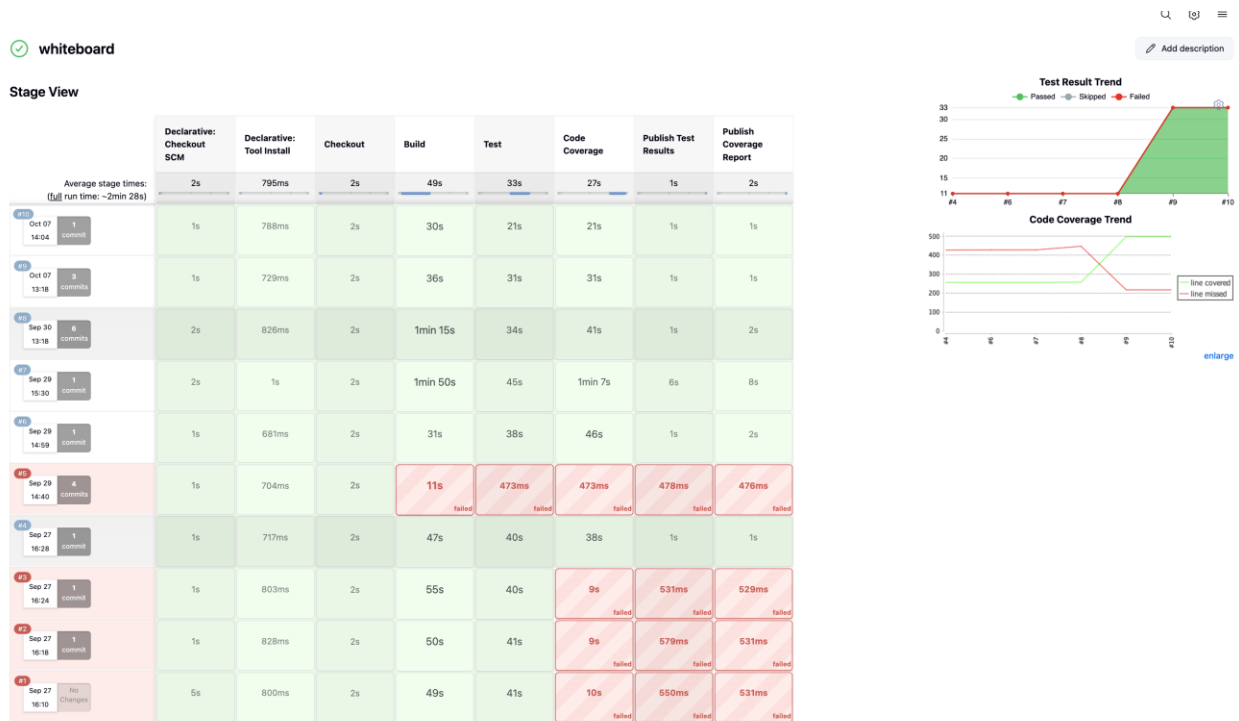 whiteboard
Add description
Stage View
Declarative: Checkout SCM
Declarative: Tool Install
Checkout
Build
Test
Code Coverage
Publish Test Results
Publish Coverage Report
Average stage times:
(full run time: ~2min 28s)
2s 795ms 2s 49s 33s 27s 1s 2s
#10
Oct 07 14:04 1 commit
1s 788ms 2s 30s 21s 21s 1s 1s
#9
Oct 07 13:18 3 commits
1s 729ms 2s 36s 31s 31s 1s 1s
#8
Sep 30 13:18 6 commits
2s 826ms 2s 1min 15s 34s 41s 1s 2s
#7
Sep 29 15:30 1 commit
2s 1s 2s 1min 50s 45s 1min 7s 6s 8s
#6
Sep 29 14:59 1 commit
1s 681ms 2s 31s 38s 46s 1s 2s
#5
Sep 29 14:40 4 commits
1s 704ms 2s 11s 473ms 473ms 478ms 476ms
failed failed failed failed failed
#4
Sep 27 16:28 1 commit
1s 717ms 2s 47s 40s 38s 1s 1s
#3
Sep 27 16:24 1 commit
1s 803ms 2s 55s 40s 9s 531ms 529ms
failed failed failed
#2
Sep 27 16:18 1 commit
1s 828ms 2s 50s 41s 9s 579ms 531ms
failed failed failed
#1
Sep 27 16:10 No Changes
5s 800ms 2s 49s 41s 10s 550ms 531ms
failed failed failed
Test Result Trend
Passed Skipped Failed
33
30
25
20
15
11
#4 #6 #7 #8 #9 #10
Code Coverage Trend
500
400
300
200
100
0
#4 #6 #7 #8 #9 #10
line covered
line missed
enlarge